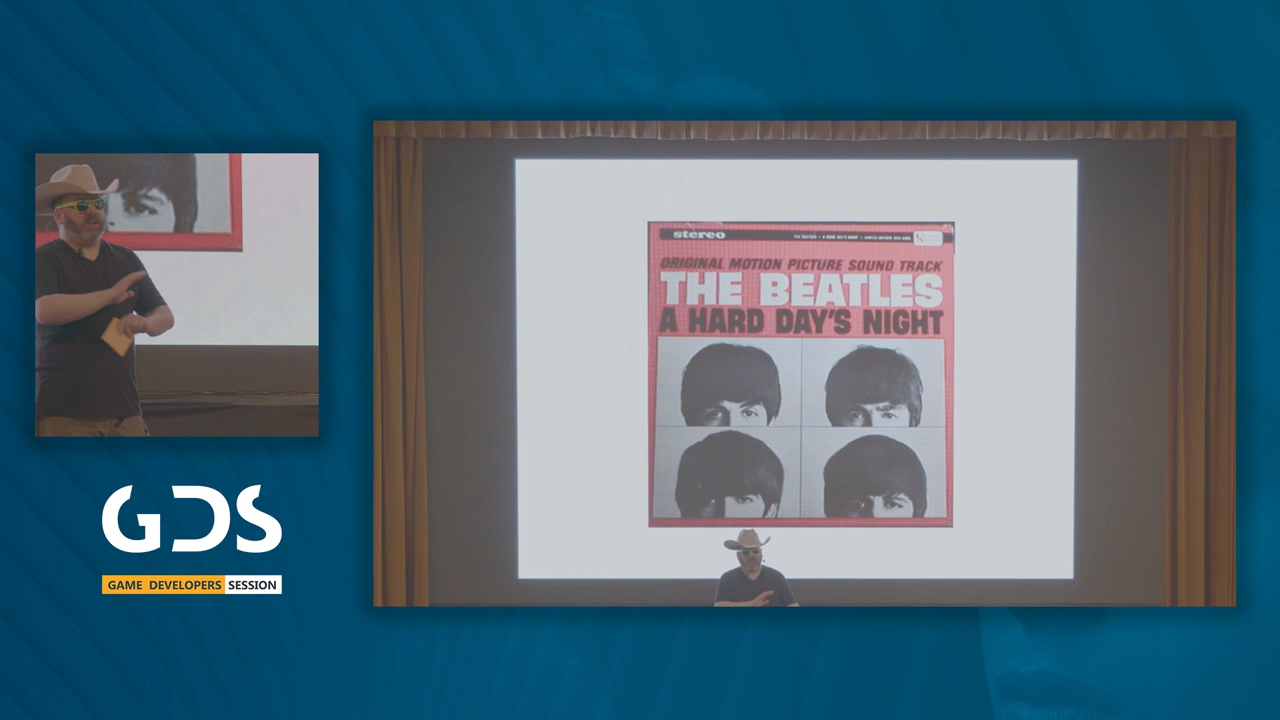 stereo
ORIGINAL MOTION PICTURE SOUND TRACK
THE BEATLES
A HARD DAY'S NIGHT
GDS
GAME DEVELOPERS SESSION